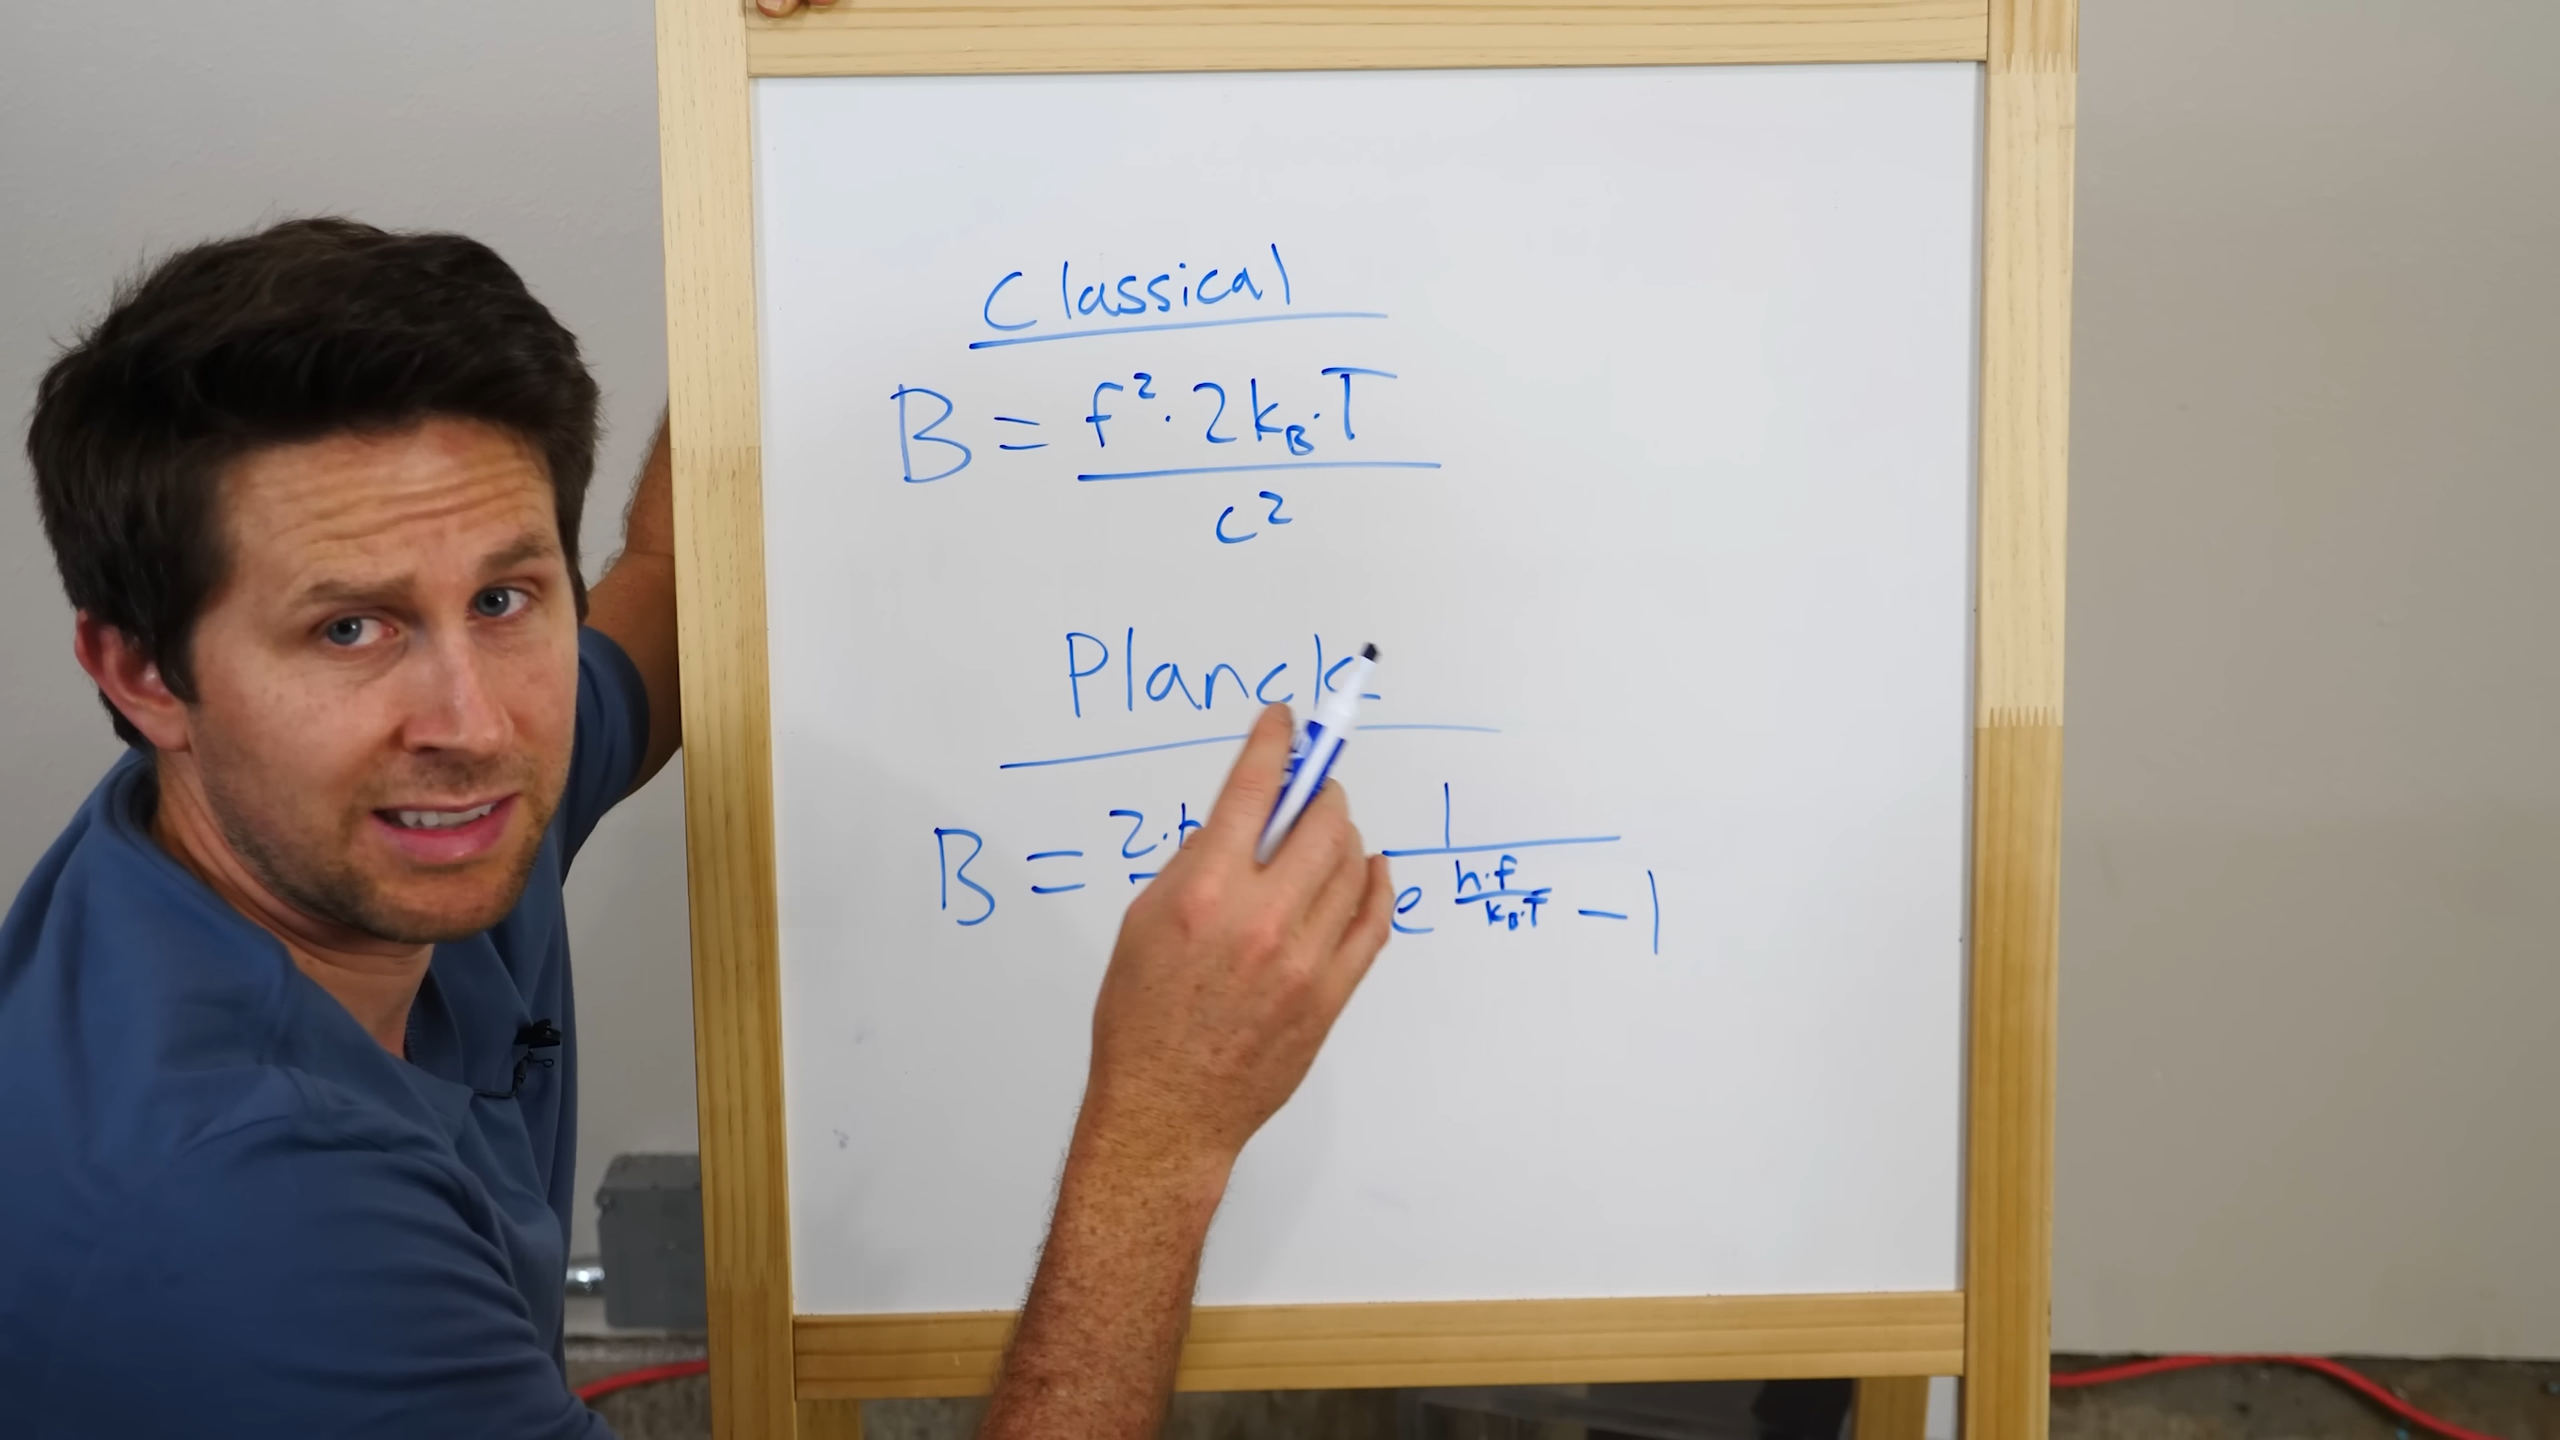 Classical
B = f²·2k_B·T
c²
Planck
B = 2·h 1
e^(h·f/k_B·T) - 1